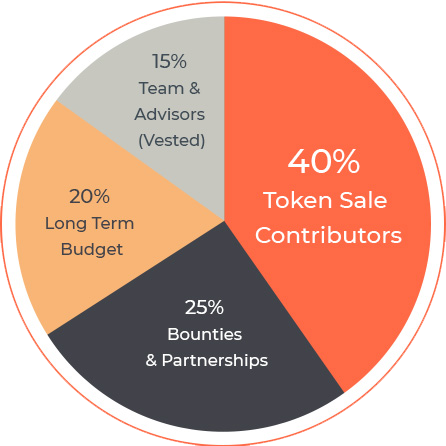 15%
Team &
Advisors
(Vested)
40%
Token Sale
Contributors
20%
Long Term
Budget
25%
Bounties
& Partnerships